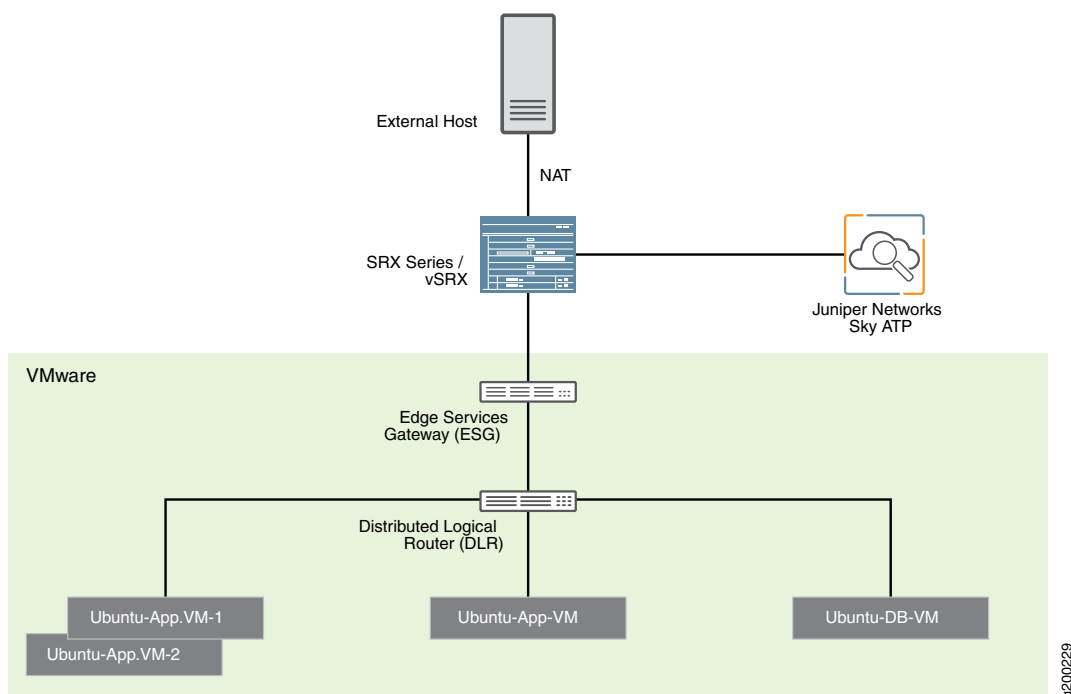 External Host
NAT
SRX Series /
vSRX
Juniper Networks
Sky ATP
VMware
Edge Services
Gateway (ESG)
Distributed Logical
Router (DLR)
Ubuntu-App.VM-1
Ubuntu-App.VM-2
Ubuntu-App-VM
Ubuntu-DB-VM
g200229